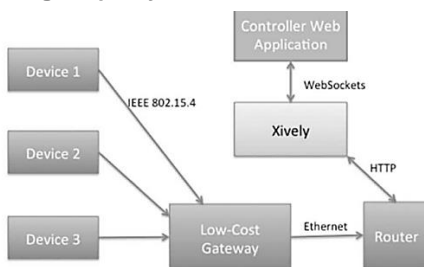 Controller Web
Application
Device 1
WebSockets
IEEE 802.15.4
Xively
Device 2
HTTP
Low-Cost
Gateway
Ethernet
Device 3
Router